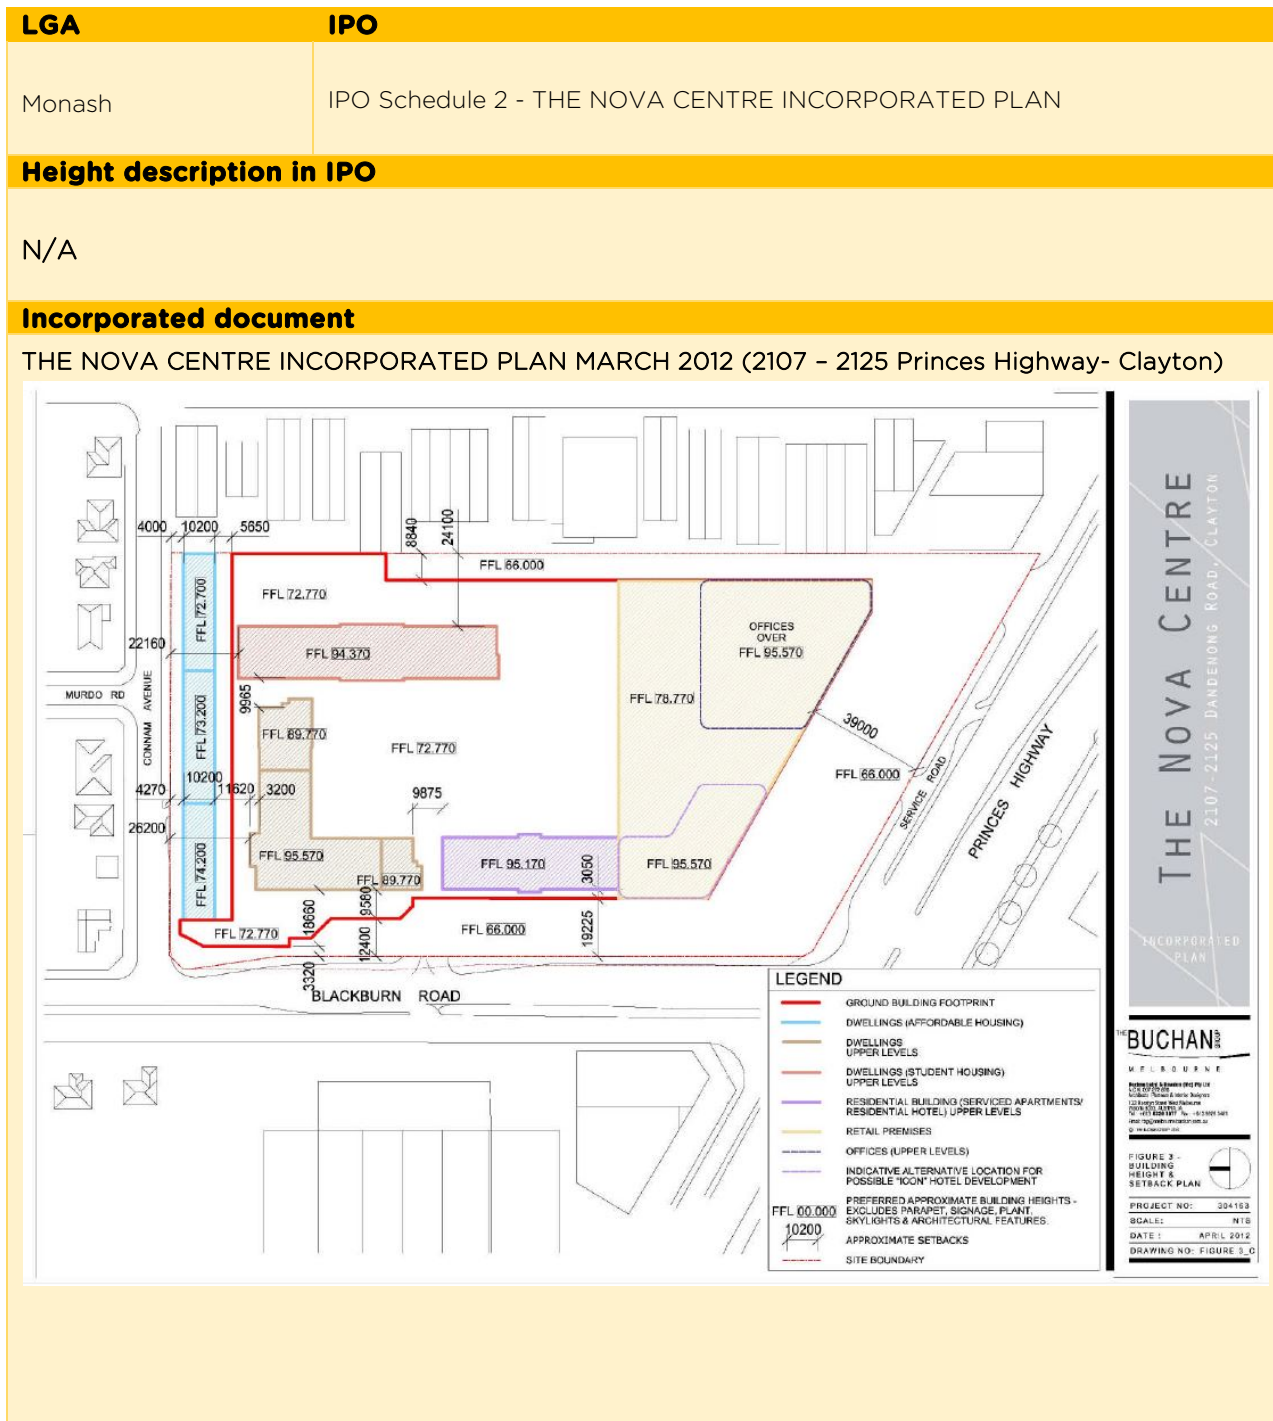 LGA IPO
Monash IPO Schedule 2 - THE NOVA CENTRE INCORPORATED PLAN
Height description in IPO
N/A
Incorporated document
THE NOVA CENTRE INCORPORATED PLAN MARCH 2012 (2107 – 2125 Princes Highway- Clayton)
4000 10200 5650
8840
24100
FFL 66.000
FFL 72.770
FFL 72.700
OFFICES
OVER
FFL 95.570
22160
FFL 94.370
MURDO RD
CONNAM AVENUE
9965
FFL 73.200
FFL 89.770
FFL 72.770
FFL 78.770
39000
FFL 66.000
SERVICE ROAD
PRINCES HIGHWAY
10200
4270 11620 3200
9875
26200
FFL 74.200
FFL 95.570
FFL 89.770
FFL 95.170
3050
FFL 95.570
FFL 72.770
18660
9580
12400
FFL 66.000
19225
3320
BLACKBURN ROAD
LEGEND
GROUND BUILDING FOOTPRINT
DWELLINGS (AFFORDABLE HOUSING)
DWELLINGS
UPPER LEVELS
DWELLINGS (STUDENT HOUSING)
UPPER LEVELS
RESIDENTIAL BUILDING (SERVICED APARTMENTS/
RESIDENTIAL HOTEL) UPPER LEVELS
RETAIL PREMISES
OFFICES (UPPER LEVELS)
INDICATIVE ALTERNATIVE LOCATION FOR
POSSIBLE "ICON" HOTEL DEVELOPMENT
FFL 00.000 PREFERRED APPROXIMATE BUILDING HEIGHTS -
EXCLUDES PARAPET, SIGNAGE, PLANT,
SKYLIGHTS & ARCHITECTURAL FEATURES.
10200 APPROXIMATE SETBACKS
SITE BOUNDARY
THE NOVA CENTRE
2107-2125 DANDENONG ROAD, CLAYTON
INCORPORATED
PLAN
THE BUCHAN GROUP
MELBOURNE
FIGURE 3 -
BUILDING
HEIGHT &
SETBACK PLAN
PROJECT NO: 304163
SCALE: NTS
DATE : APRIL 2012
DRAWING NO: FIGURE 3_C